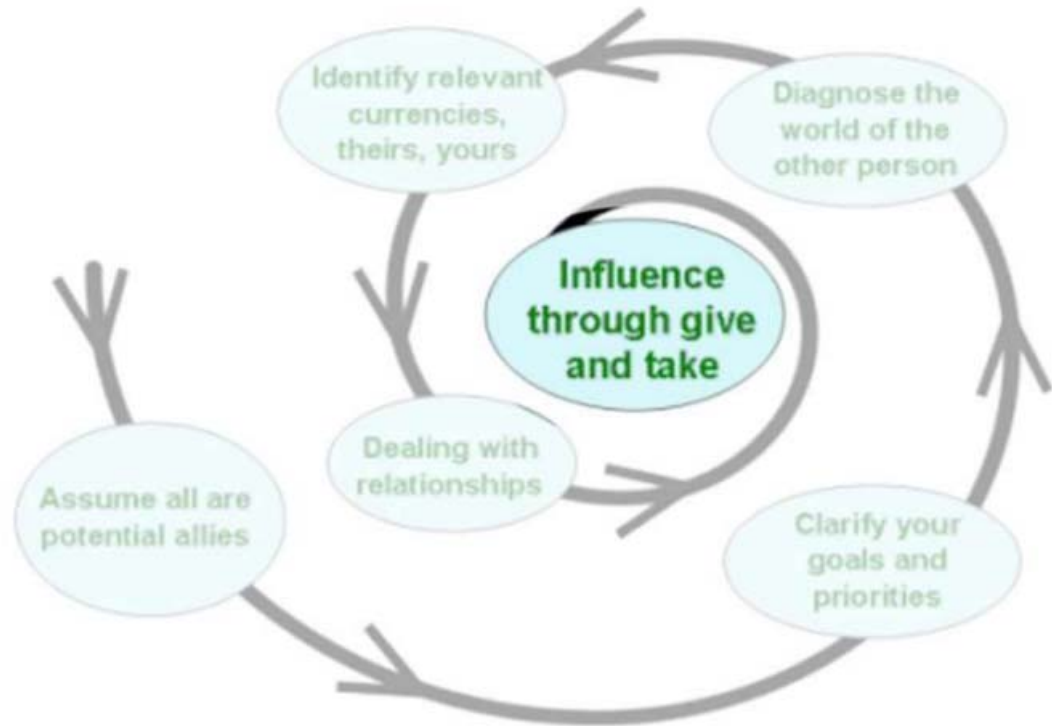 Identify relevant
currencies,
theirs, yours
Diagnose the
world of the
other person
Influence
through give
and take
Dealing with
relationships
Assume all are
potential allies
Clarify your
goals and
priorities